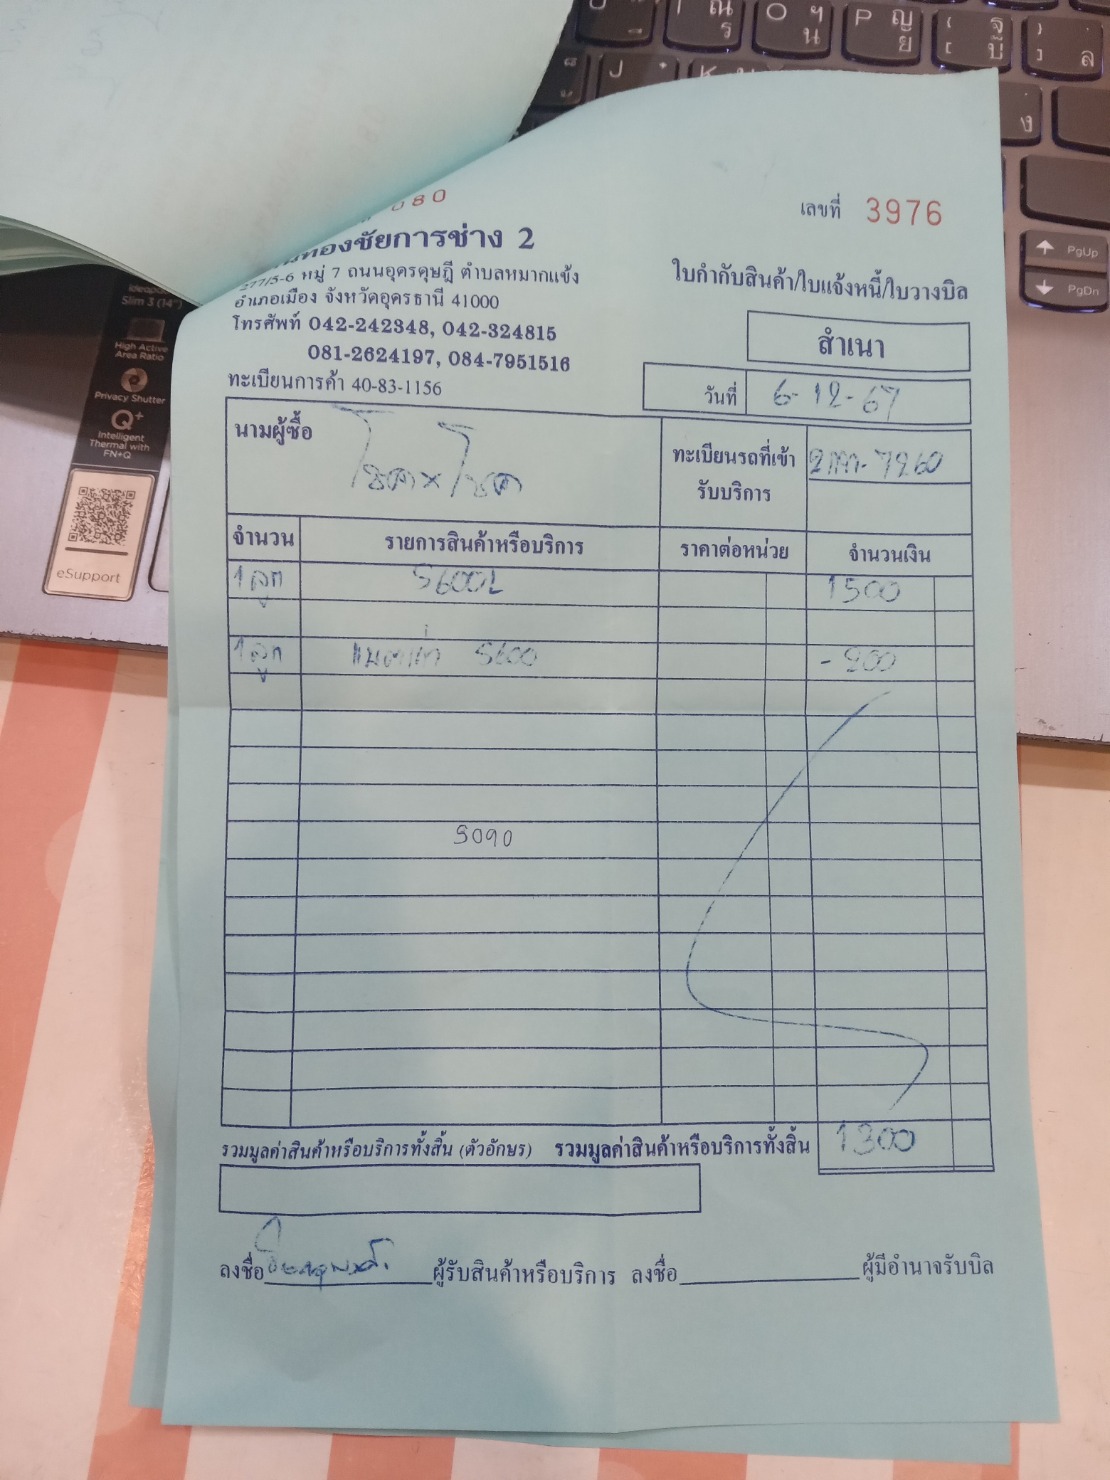 080
เลขที่ 3976
ทองชัยการช่าง 2
277/5-6 หมู่ 7 ถนนอุดรดุษฎี ตำบลหมากแข้ง
อำเภอเมือง จังหวัดอุดรธานี 41000
โทรศัพท์ 042-242348, 042-324815
081-2624197, 084-7951516
ทะเบียนการค้า 40-83-1156
ใบกำกับสินค้า/ใบแจ้งหนี้/ใบวางบิล
สำเนา
วันที่ 6-12-67
นามผู้ซื้อ โชค×โชค
ทะเบียนรถที่เข้ารับบริการ 7260
จำนวน รายการสินค้าหรือบริการ ราคาต่อหน่วย จำนวนเงิน
1 ลูก S600L 1500
1 ลูก แบตเก่า S600 -200
5090
รวมมูลค่าสินค้าหรือบริการทั้งสิ้น (ตัวอักษร) รวมมูลค่าสินค้าหรือบริการทั้งสิ้น 1300
ลงชื่อ ผู้รับสินค้าหรือบริการ ลงชื่อ ผู้มีอำนาจรับบิล
Slim 3 (14")
High Active
Area Ratio
Privacy Shutter
Q+
Intelligent
Thermal with
FN+Q
eSupport
O
P
J
PgUp
PgDn